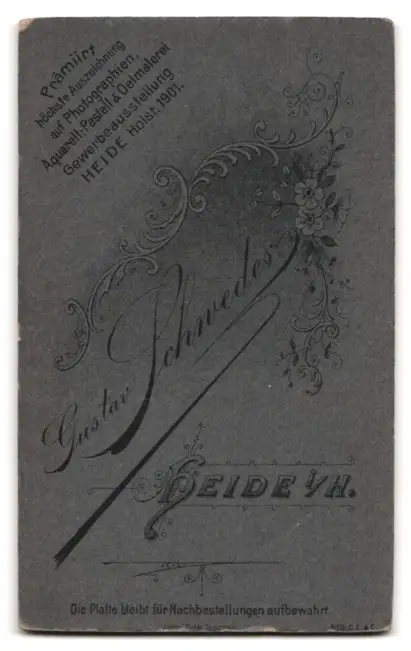 Prämiirt
höchste Auszeichnung
auf Photographien,
Aquarell-, Pastell & Oelmalerei
Gewerbeausstellung
HEIDE Holst. 1901.
Gustav Schwedes
HEIDE i/H.
Die Platte bleibt für Nachbestellungen aufbewahrt.